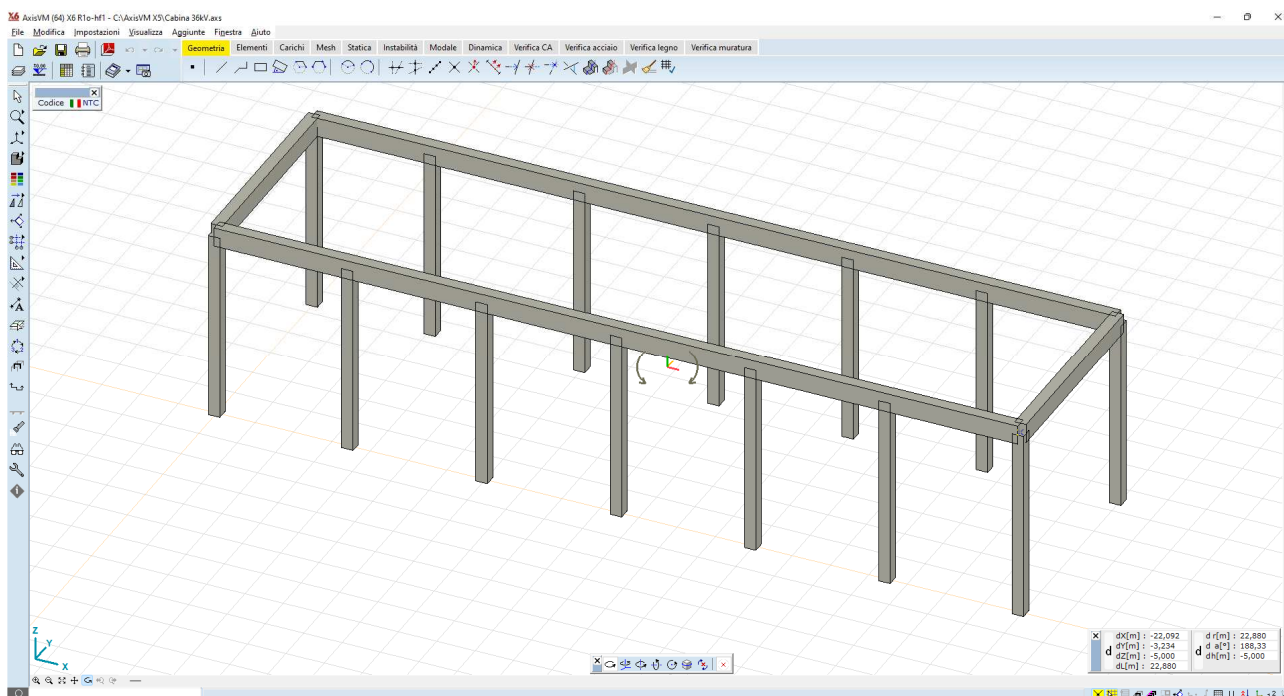 X6 AxisVM (64) X6 R1o-hf1 - C:\AxisVM X5\Cabina 36kV.axs
File Modifica Impostazioni Visualizza Aggiunte Finestra Aiuto
Geometria Elementi Carichi Mesh Statica Instabilità Modale Dinamica Verifica CA Verifica acciaio Verifica legno Verifica muratura
Codice NTC
Z
Y
X
d
dX[m] : -22,092
dY[m] : -3,234
dZ[m] : -5,000
dL[m] : 22,880
d
d r[m] : 22,880
d a[°] : 188,33
dh[m] : -5,000